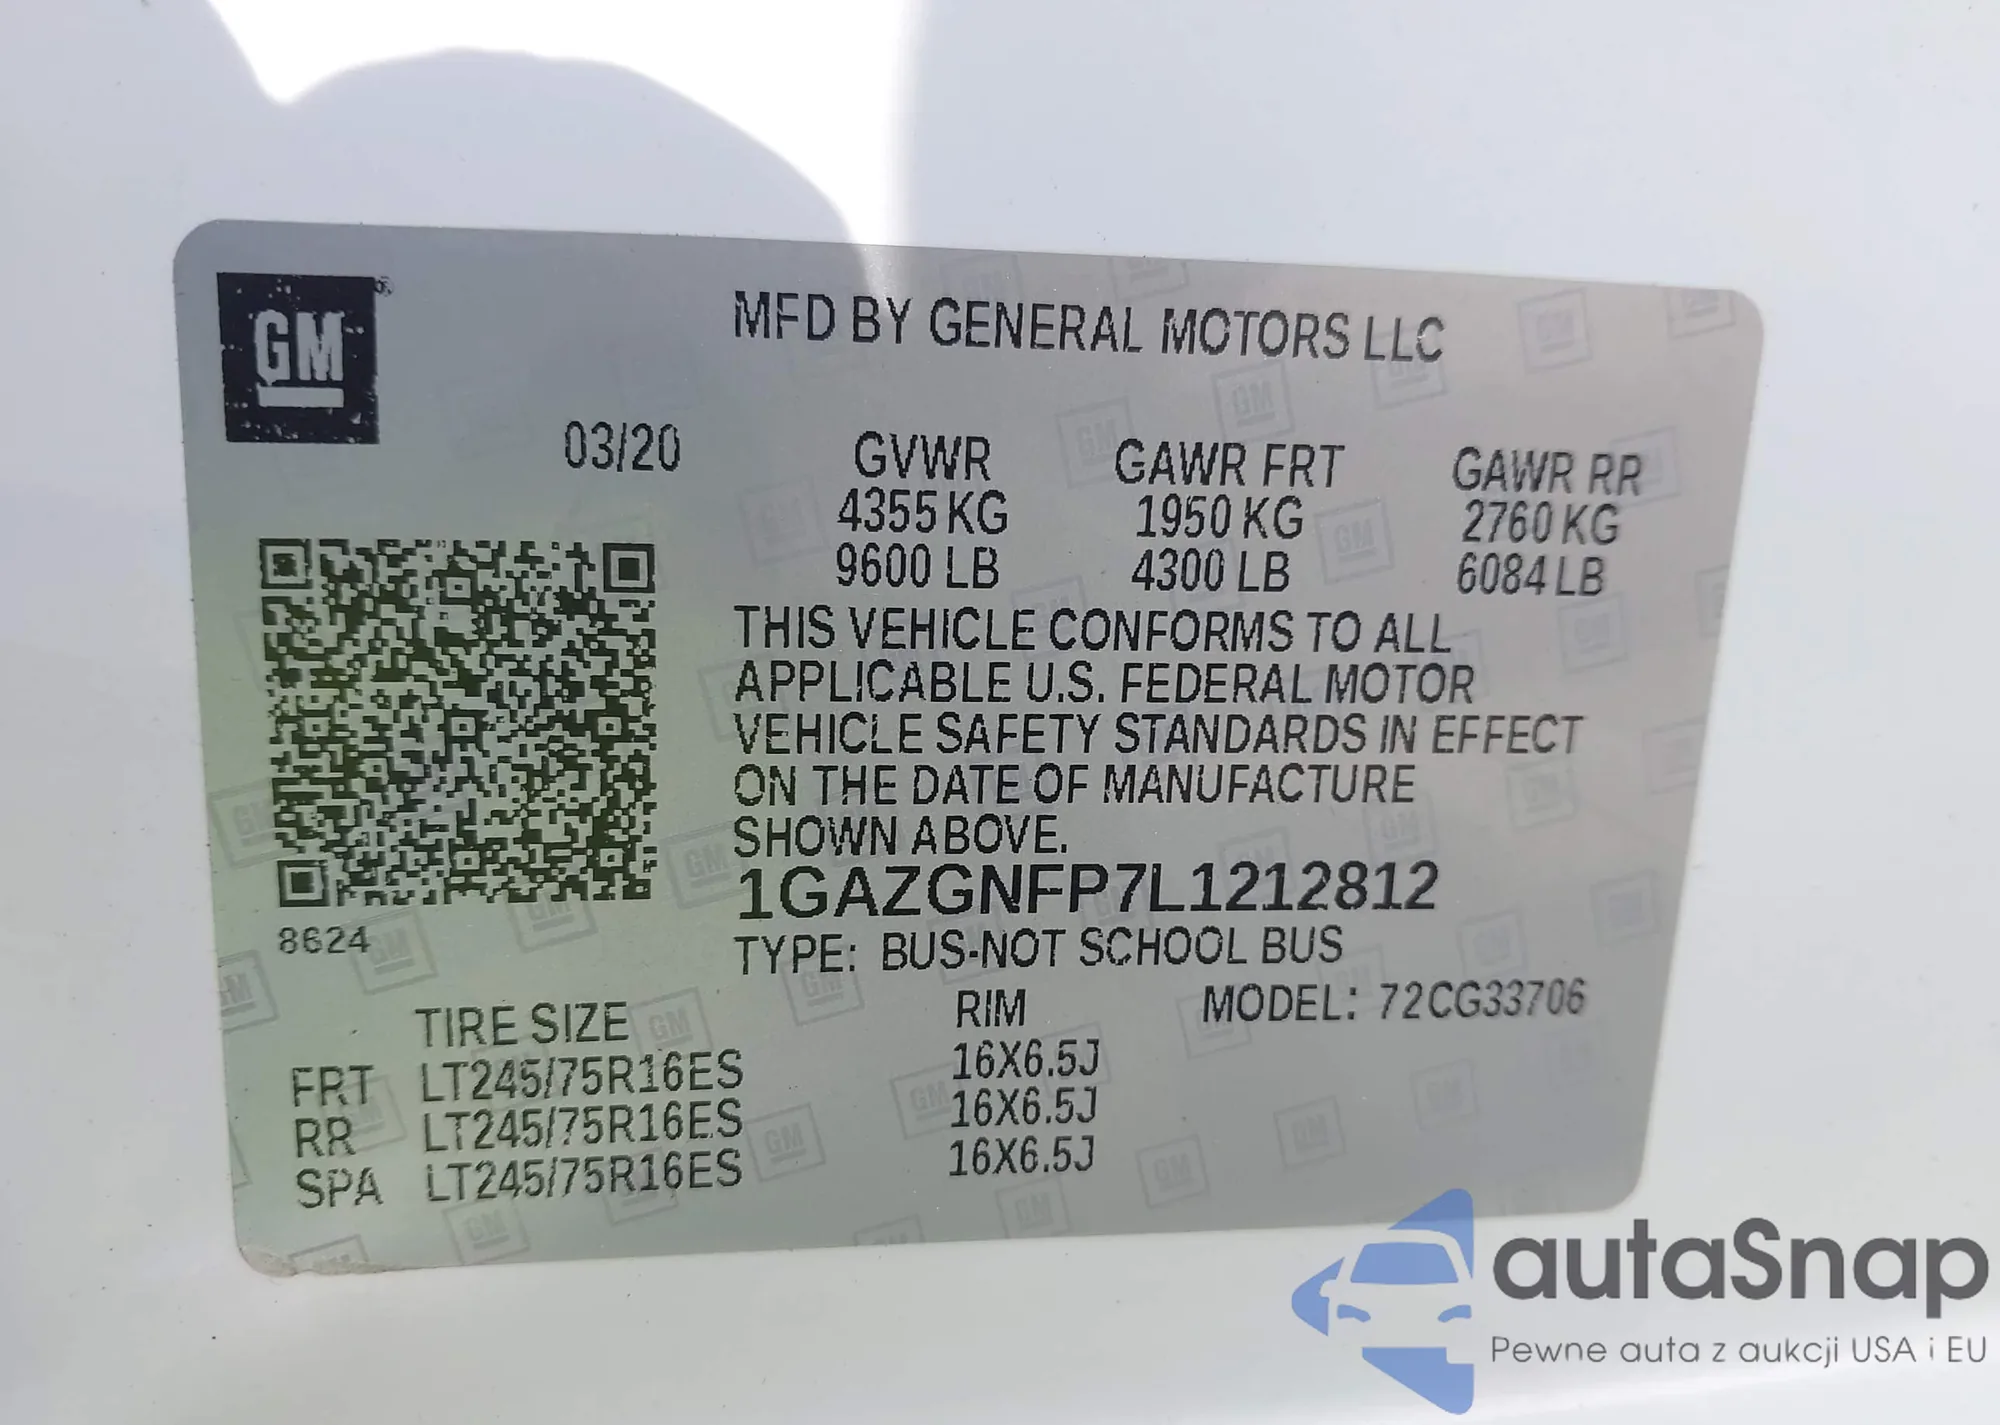 GM
MFD BY GENERAL MOTORS LLC
03/20 GVWR GAWR FRT GAWR RR
4355 KG 1950 KG 2760 KG
9600 LB 4300 LB 6084 LB
THIS VEHICLE CONFORMS TO ALL
APPLICABLE U.S. FEDERAL MOTOR
VEHICLE SAFETY STANDARDS IN EFFECT
ON THE DATE OF MANUFACTURE
SHOWN ABOVE.
1GAZGNFP7L1212812
8624
TYPE: BUS-NOT SCHOOL BUS
TIRE SIZE RIM MODEL: 72CG33706
FRT LT245/75R16ES 16X6.5J
RR LT245/75R16ES 16X6.5J
SPA LT245/75R16ES 16X6.5J
autaSnap
Pewne auta z aukcji USA i EU